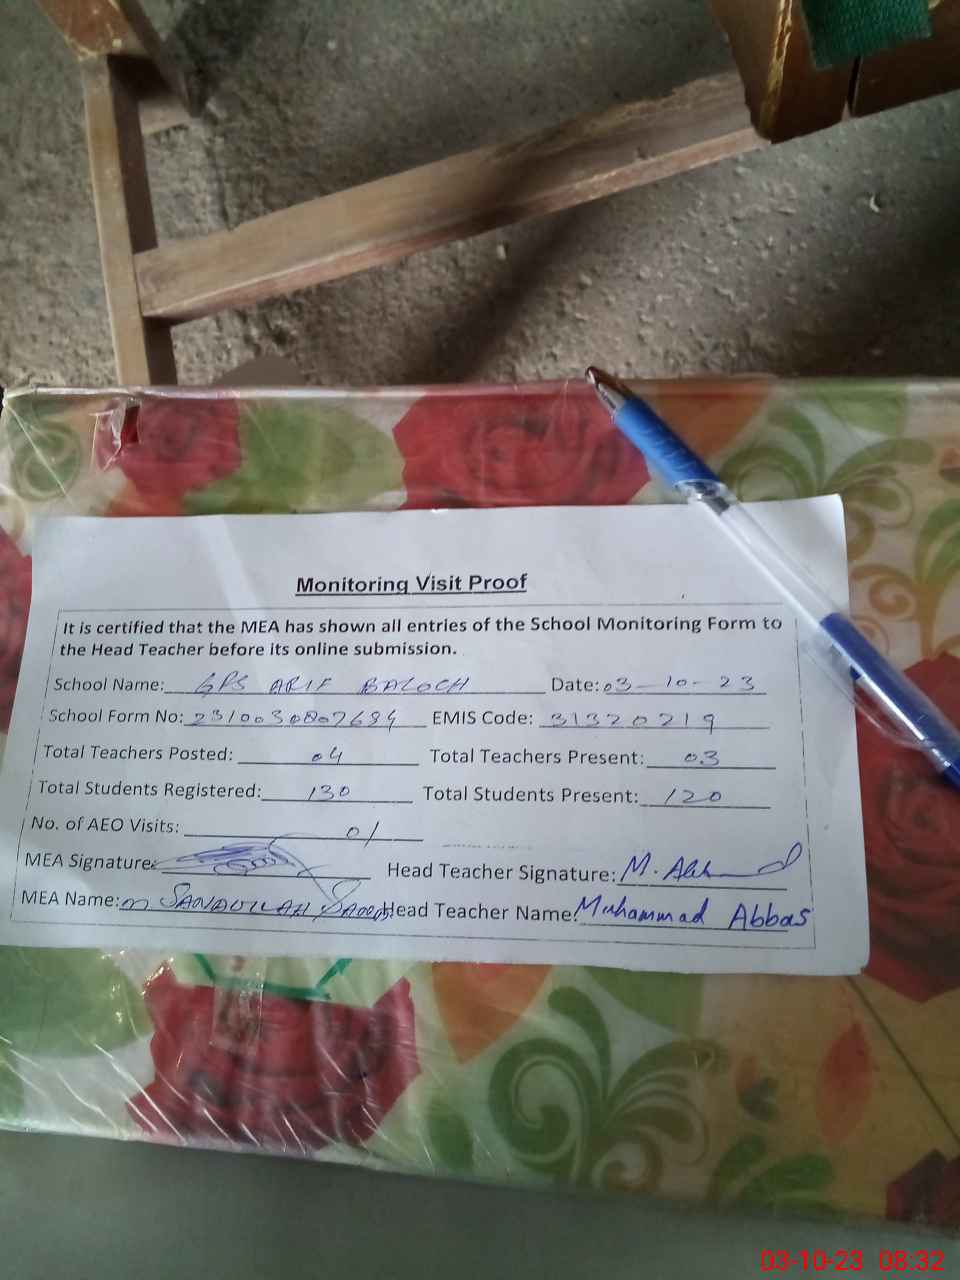 Monitoring Visit Proof
It is certified that the MEA has shown all entries of the School Monitoring Form to
the Head Teacher before its online submission.
School Name: GPS ARIF BALOCH Date: 03-10-23
School Form No: 2310030807684 EMIS Code: 31320219
Total Teachers Posted: 04 Total Teachers Present: 03
Total Students Registered: 130 Total Students Present: 120
No. of AEO Visits: 01
MEA Signature: Head Teacher Signature:
MEA Name: M SANAULLAH Head Teacher Name: Muhammad Abbas
03-10-23 08:32